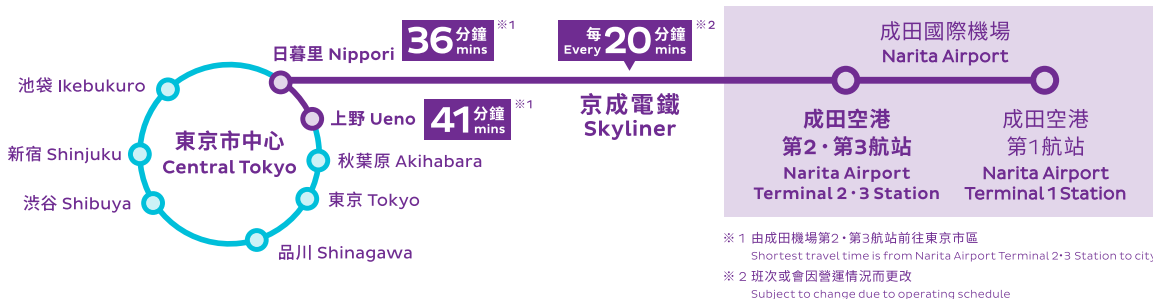 36分鐘 mins ※1
每 Every 20分鐘 mins ※2
成田國際機場
Narita Airport
日暮里 Nippori
池袋 Ikebukuro
上野 Ueno
41分鐘 mins ※1
京成電鐵
Skyliner
東京市中心
Central Tokyo
新宿 Shinjuku
秋葉原 Akihabara
渋谷 Shibuya
東京 Tokyo
品川 Shinagawa
成田空港
第2・第3航站
Narita Airport
Terminal 2・3 Station
成田空港
第1航站
Narita Airport
Terminal 1 Station
※ 1 由成田機場第2・第3航站前往東京市區
Shortest travel time is from Narita Airport Terminal 2・3 Station to city
※ 2 班次或會因營運情況而更改
Subject to change due to operating schedule